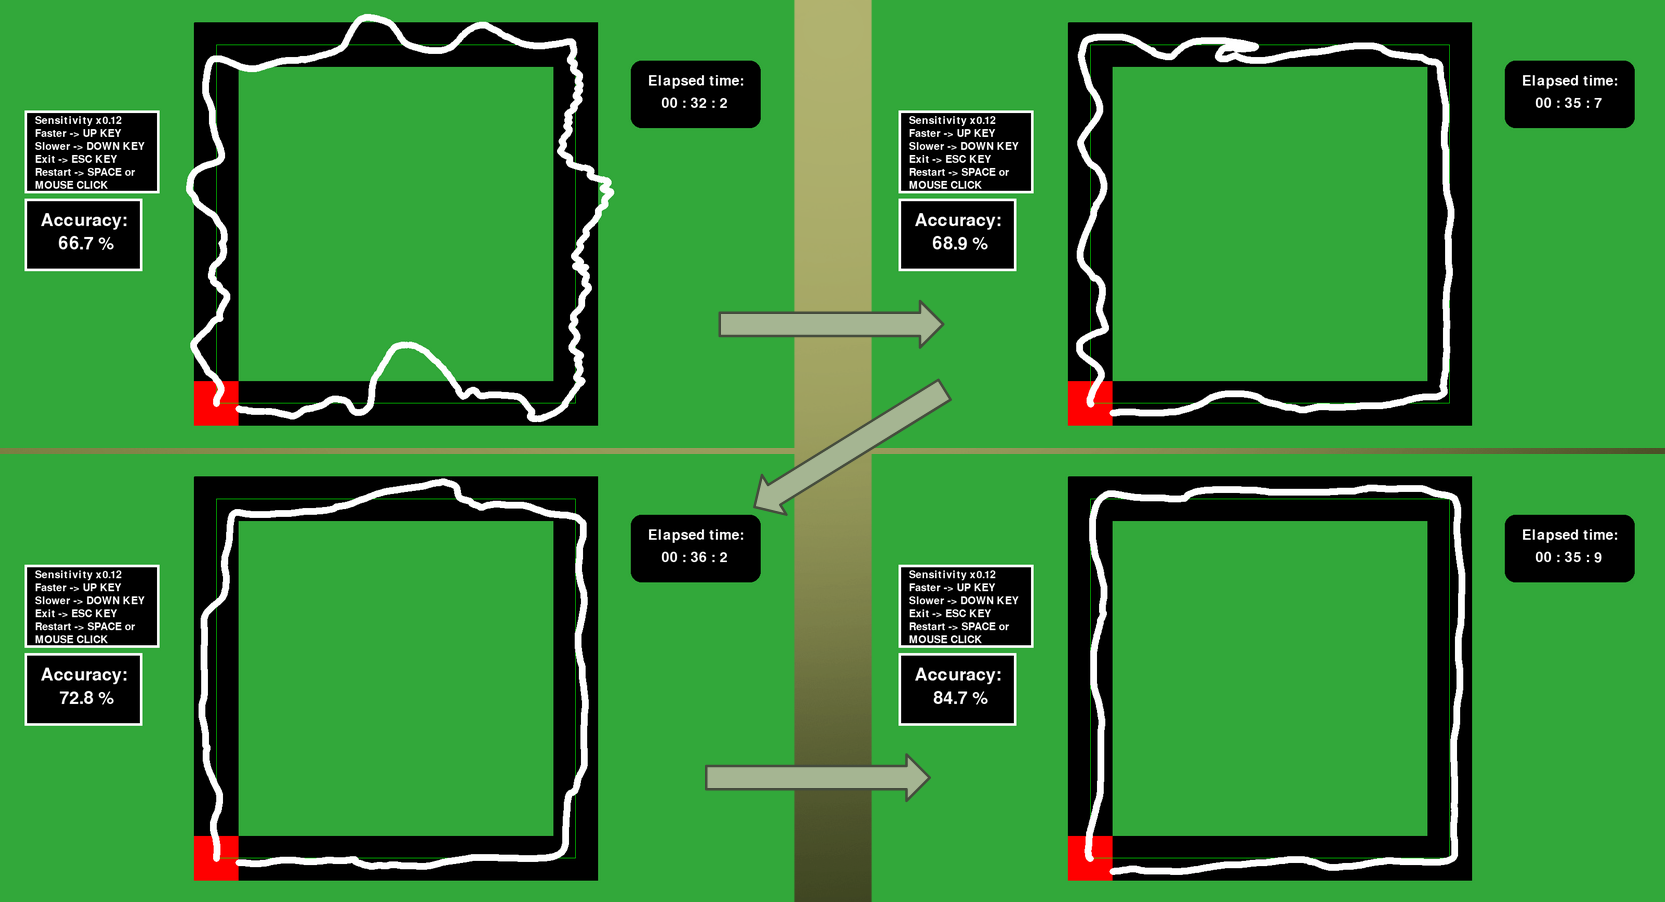 Sensitivity x0.12
Faster -> UP KEY
Slower -> DOWN KEY
Exit -> ESC KEY
Restart -> SPACE or
MOUSE CLICK
Accuracy:
66.7 %
Elapsed time:
00 : 32 : 2
Sensitivity x0.12
Faster -> UP KEY
Slower -> DOWN KEY
Exit -> ESC KEY
Restart -> SPACE or
MOUSE CLICK
Accuracy:
68.9 %
Elapsed time:
00 : 35 : 7
Sensitivity x0.12
Faster -> UP KEY
Slower -> DOWN KEY
Exit -> ESC KEY
Restart -> SPACE or
MOUSE CLICK
Accuracy:
72.8 %
Elapsed time:
00 : 36 : 2
Sensitivity x0.12
Faster -> UP KEY
Slower -> DOWN KEY
Exit -> ESC KEY
Restart -> SPACE or
MOUSE CLICK
Accuracy:
84.7 %
Elapsed time:
00 : 35 : 9